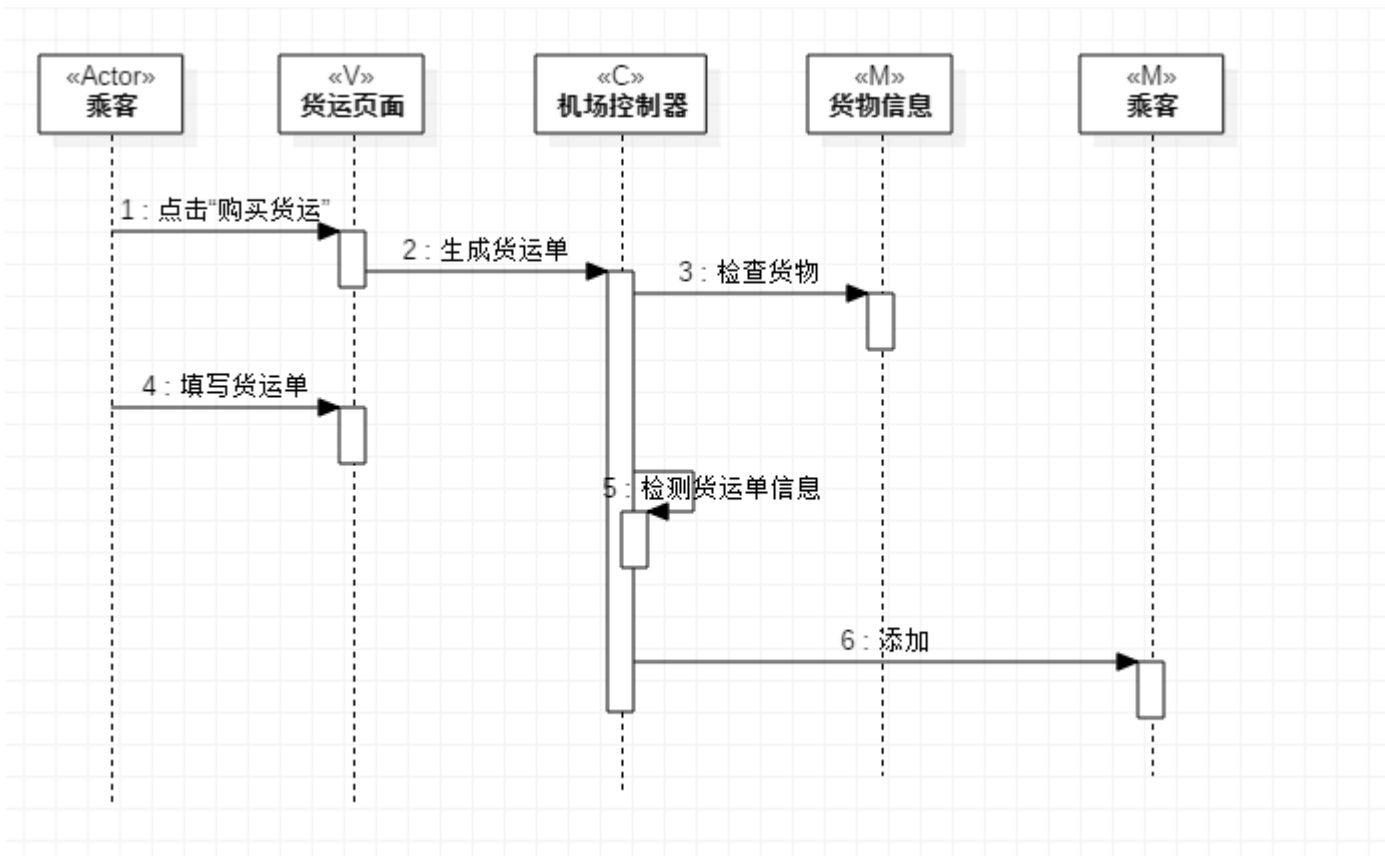 «Actor»
乘客
«V»
货运页面
«C»
机场控制器
«M»
货物信息
«M»
乘客
1 : 点击“购买货运”
2 : 生成货运单
3 : 检查货物
4 : 填写货运单
5 : 检测货运单信息
6 : 添加